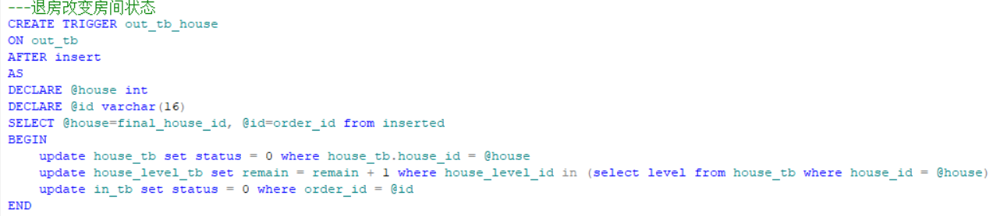 ---退房改变房间状态
CREATE TRIGGER out_tb_house
ON out_tb
AFTER insert
AS
DECLARE @house int
DECLARE @id varchar(16)
SELECT @house=final_house_id, @id=order_id from inserted
BEGIN
    update house_tb set status = 0 where house_tb.house_id = @house
    update house_level_tb set remain = remain + 1 where house_level_id in (select level from house_tb where house_id = @house)
    update in_tb set status = 0 where order_id = @id
END